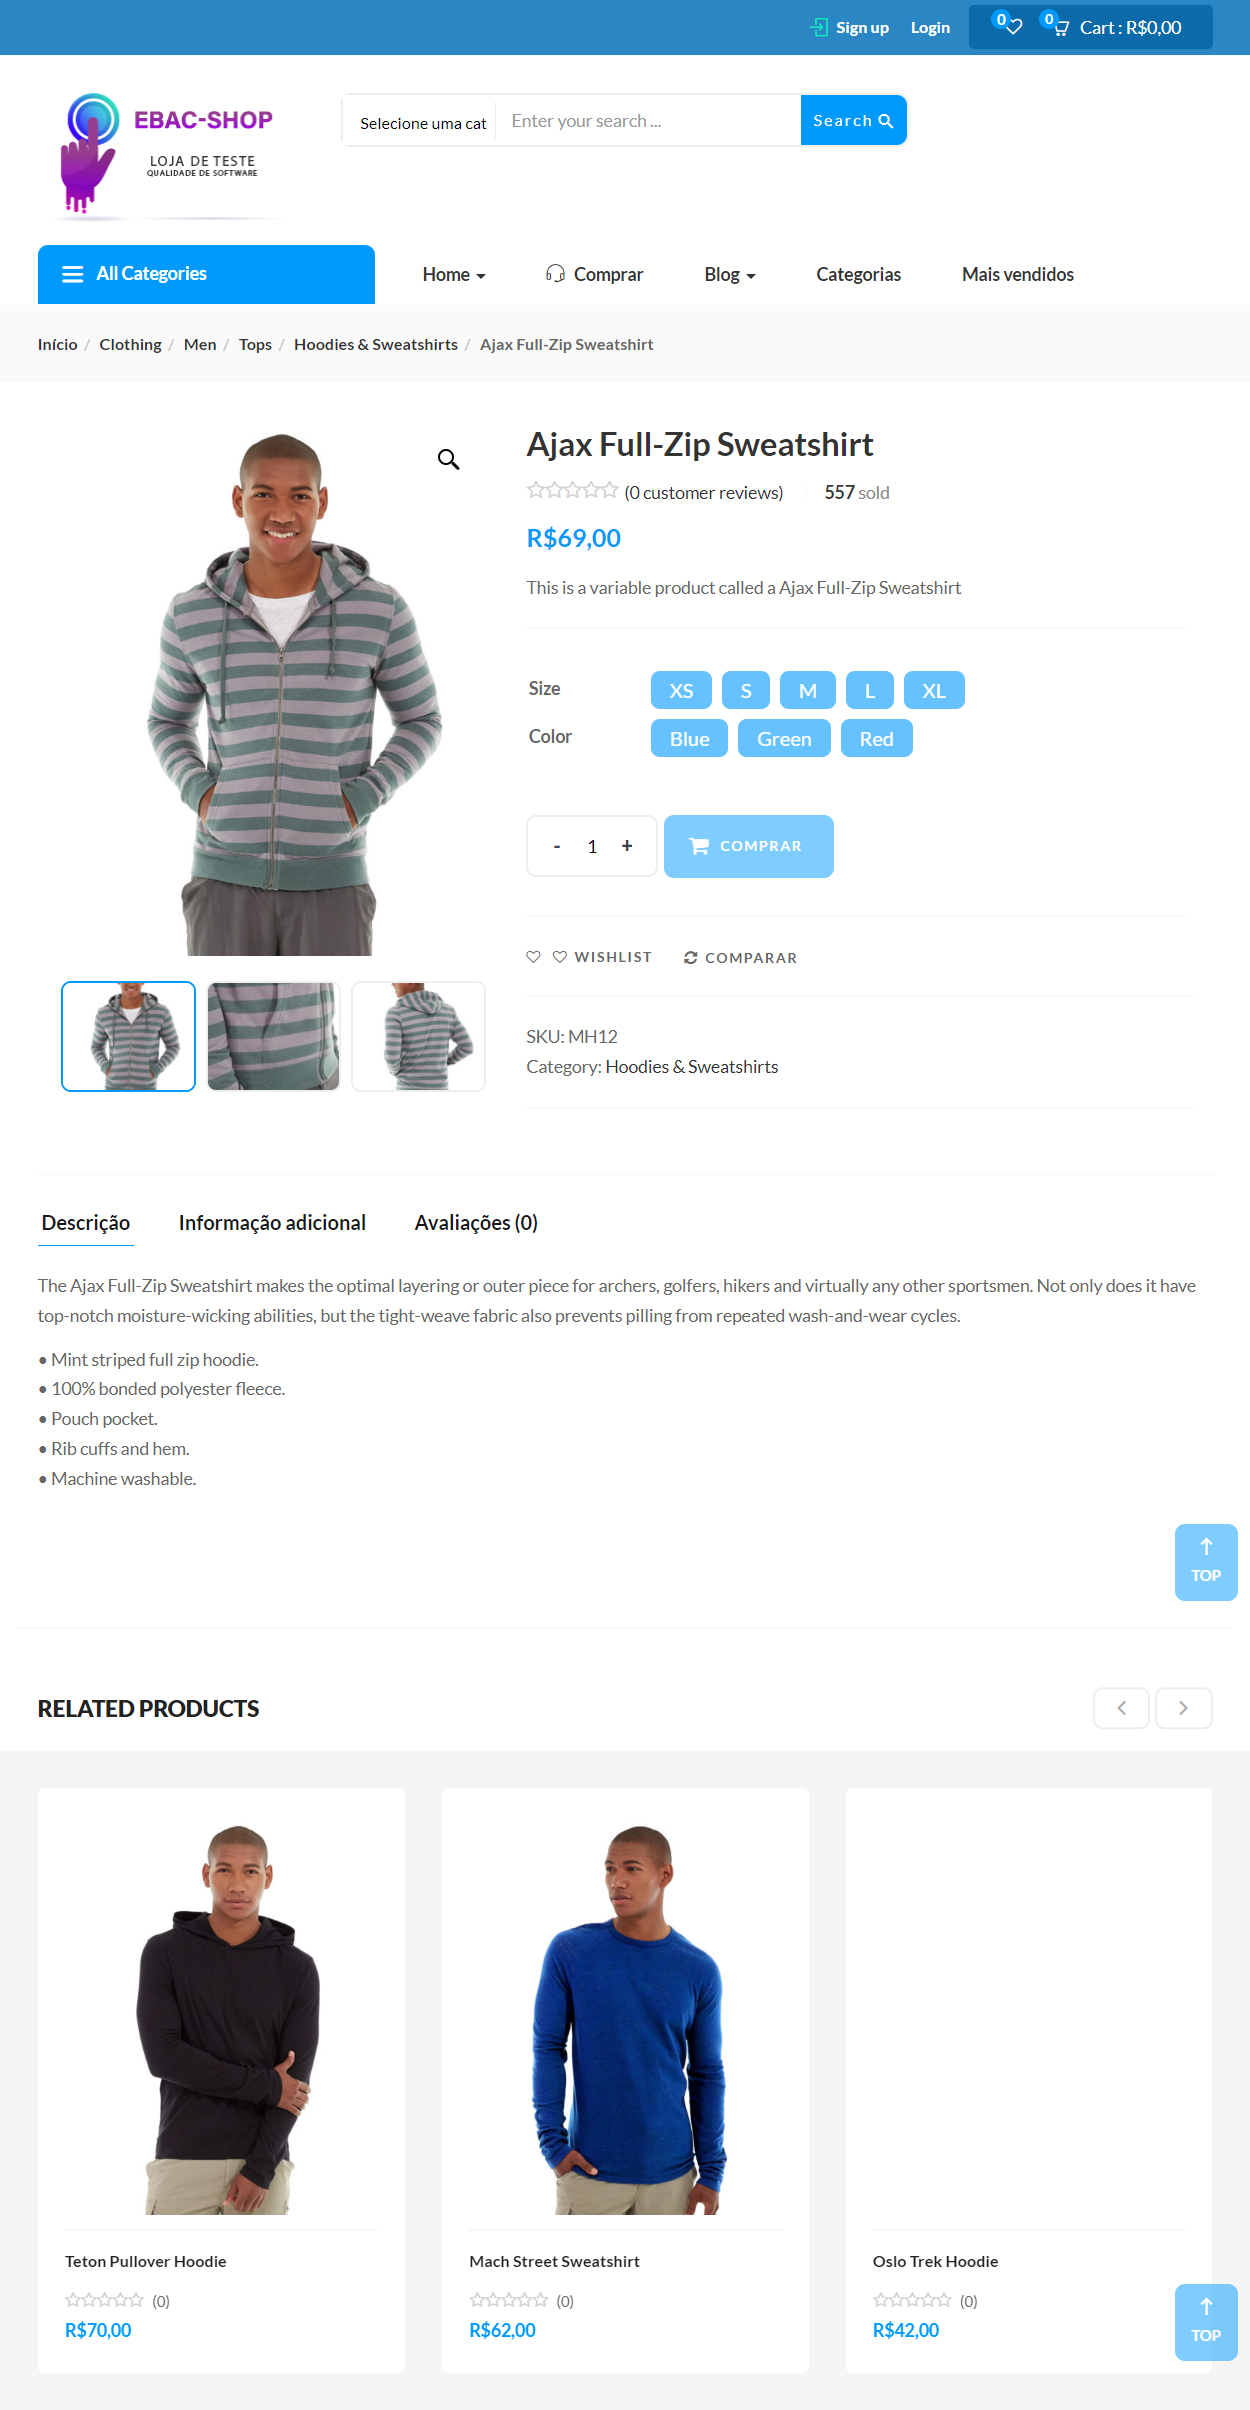 Sign up Login 0 0 Cart : R$0,00
EBAC-SHOP
LOJA DE TESTE
QUALIDADE DE SOFTWARE
Selecione uma cat Enter your search ... Search
All Categories Home Comprar Blog Categorias Mais vendidos
Início / Clothing / Men / Tops / Hoodies & Sweatshirts / Ajax Full-Zip Sweatshirt
Ajax Full-Zip Sweatshirt
(0 customer reviews) 557 sold
R$69,00
This is a variable product called a Ajax Full-Zip Sweatshirt
Size XS S M L XL
Color Blue Green Red
- 1 + COMPRAR
WISHLIST COMPARAR
SKU: MH12
Category: Hoodies & Sweatshirts
Descrição Informação adicional Avaliações (0)
The Ajax Full-Zip Sweatshirt makes the optimal layering or outer piece for archers, golfers, hikers and virtually any other sportsmen. Not only does it have
top-notch moisture-wicking abilities, but the tight-weave fabric also prevents pilling from repeated wash-and-wear cycles.
• Mint striped full zip hoodie.
• 100% bonded polyester fleece.
• Pouch pocket.
• Rib cuffs and hem.
• Machine washable.
TOP
RELATED PRODUCTS
Teton Pullover Hoodie Mach Street Sweatshirt Oslo Trek Hoodie
(0) (0) (0)
R$70,00 R$62,00 R$42,00
TOP